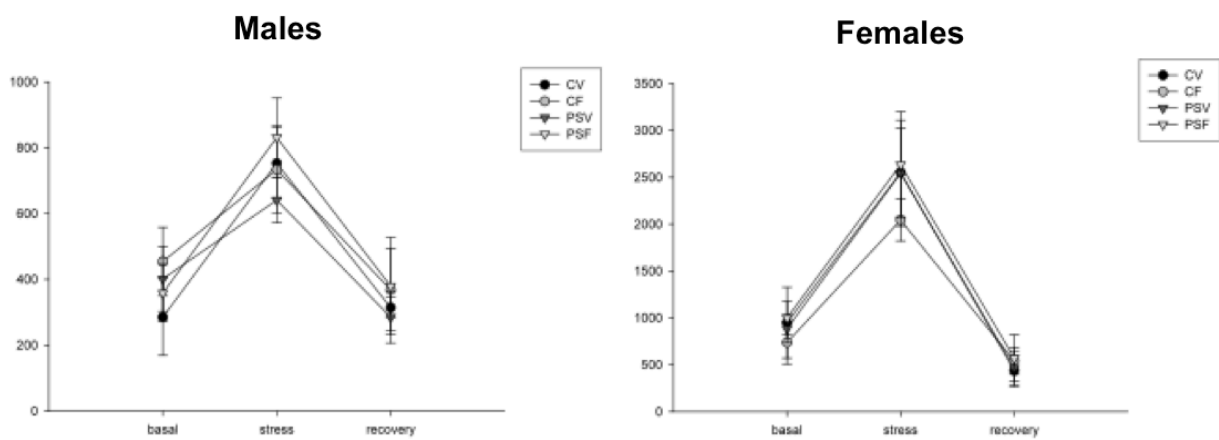 Males
1000
800
600
400
200
0
basal stress recovery
CV
CF
PSV
PSF
Females
3500
3000
2500
2000
1500
1000
500
0
basal stress recovery
CV
CF
PSV
PSF